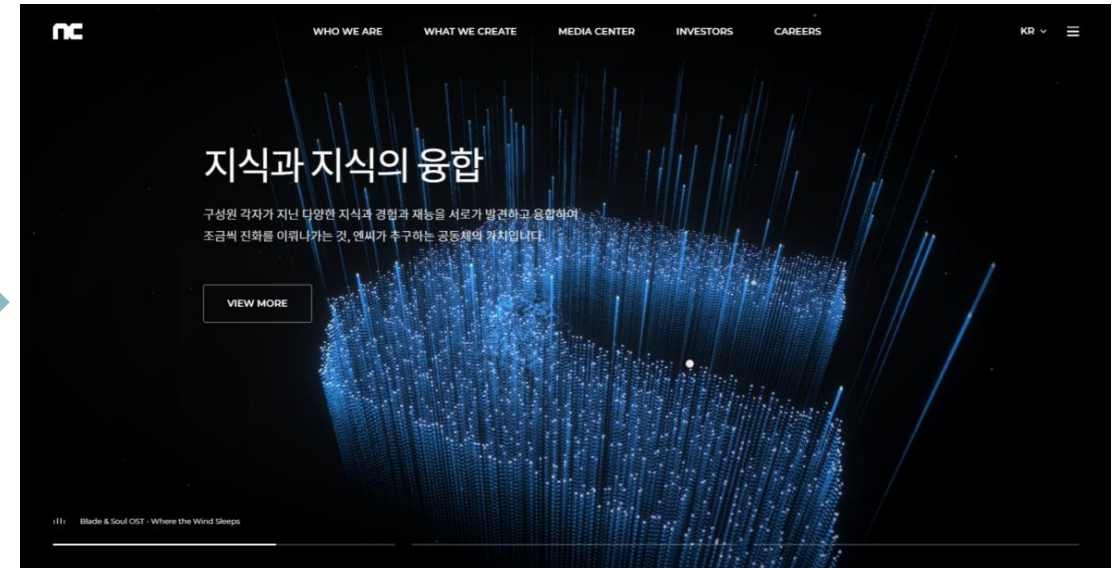 nc
WHO WE ARE
WHAT WE CREATE
MEDIA CENTER
INVESTORS
CAREERS
KR
지식과 지식의 융합
구성원 각자가 지닌 다양한 지식과 경험과 재능을 서로가 발견하고 융합하며
조금씩 진화를 이뤄나가는 것, 엔씨가 추구하는 공동체의 가치입니다.
VIEW MORE
Blade & Soul OST - Where the Wind Sleeps